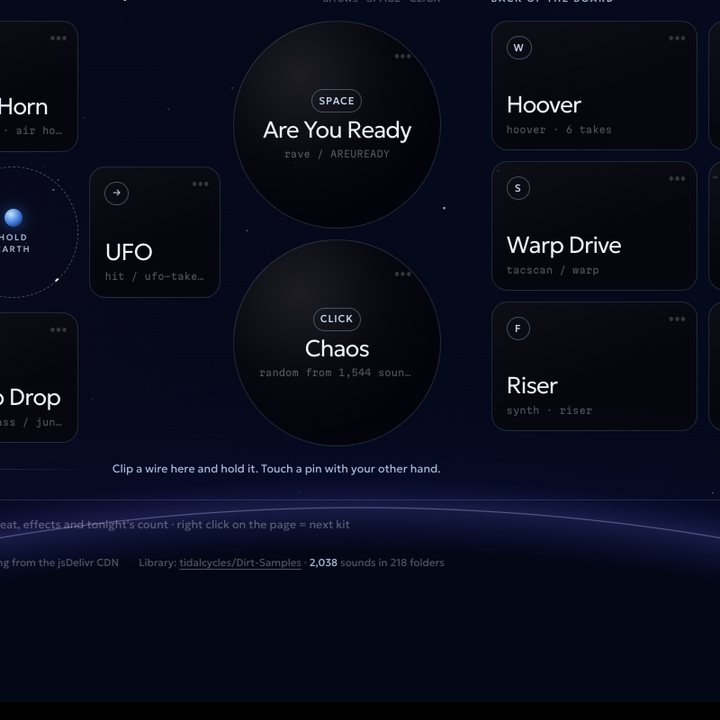 Horn
· air ho…
HOLD
EARTH
→
UFO
hit / ufo-take…
Drop
ass / jun…
SPACE
Are You Ready
rave / AREUREADY
CLICK
Chaos
random from 1,544 soun…
W
Hoover
hoover · 6 takes
S
Warp Drive
tacscan / warp
F
Riser
synth · riser
Clip a wire here and hold it. Touch a pin with your other hand.
eat, effects and tonight's count · right click on the page = next kit
ng from the jsDelivr CDN Library: tidalcycles/Dirt-Samples · 2,038 sounds in 218 folders